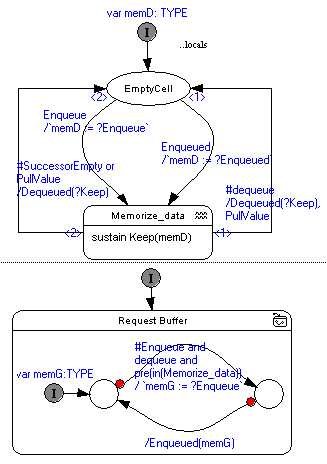 var memD: TYPE
I
..locals
EmptyCell
<2>
<1>
Enqueue
/`memD := ?Enqueue`
Enqueued
/`memD := ?Enqueued`
#SuccessorEmpty or
PullValue
/Dequeued(?Keep)
#dequeue
/Dequeued(?Keep),
PullValue
Memorize_data
<2>
sustain Keep(memD)
<1>
I
Request Buffer
#Enqueue and
dequeue and
pre(in(Memorize_data))
/ `memG := ?Enqueue`
var memG:TYPE
I
/Enqueued(memG)